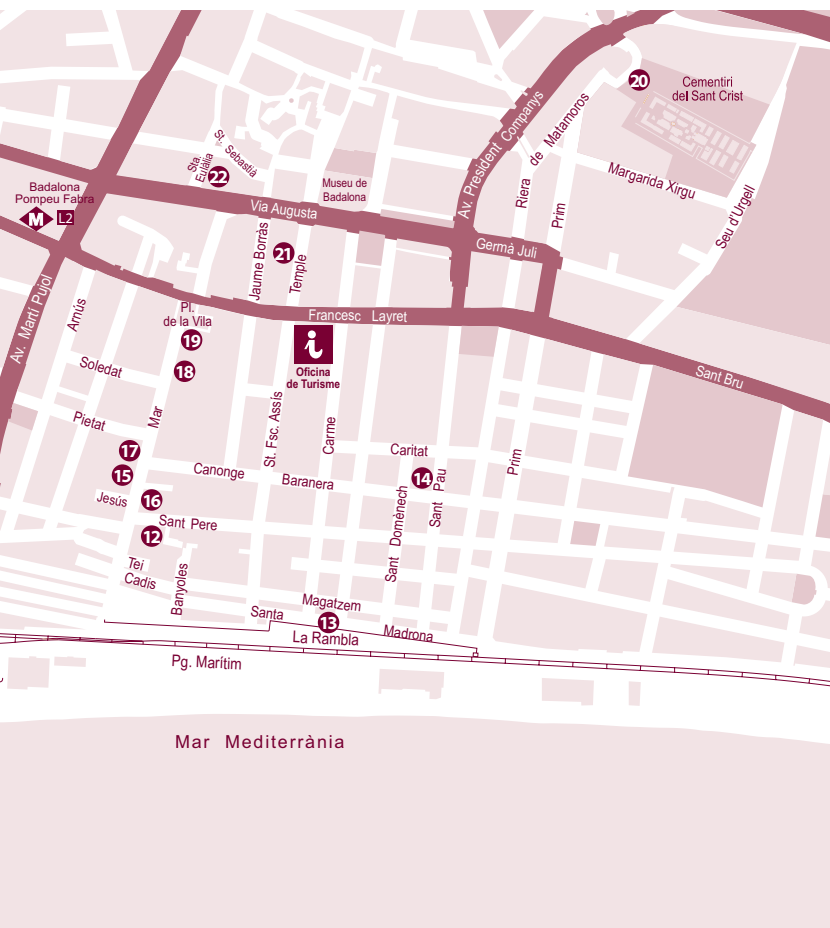 20
Cementiri
del Sant Crist
Av. President Companys
Riera de Matamoros
Prim
Margarida Xirgu
Seu d'Urgell
St. Sebastià
Sta.
Eulàlia
22
Museu de
Badalona
Badalona
Pompeu Fabra
M
L2
Via Augusta
Germà Juli
Jaume Borràs
21
Temple
Av. Martí Pujol
Arnús
Pl.
de la Vila
19
Francesc Layret
i
Oficina
de Turisme
Soledat
18
Sant Bru
Mar
St. Fsc. Assis
Carme
Pietat
17
Caritat
Prim
15
Canonge Baranera
14
Sant Pau
Jesús
16
Sant Pere
12
Sant Domènech
Tei
Cadis
Banyoles
Magatzem
Santa Madrona
13
La Rambla
Pg. Marítim
Mar Mediterrània